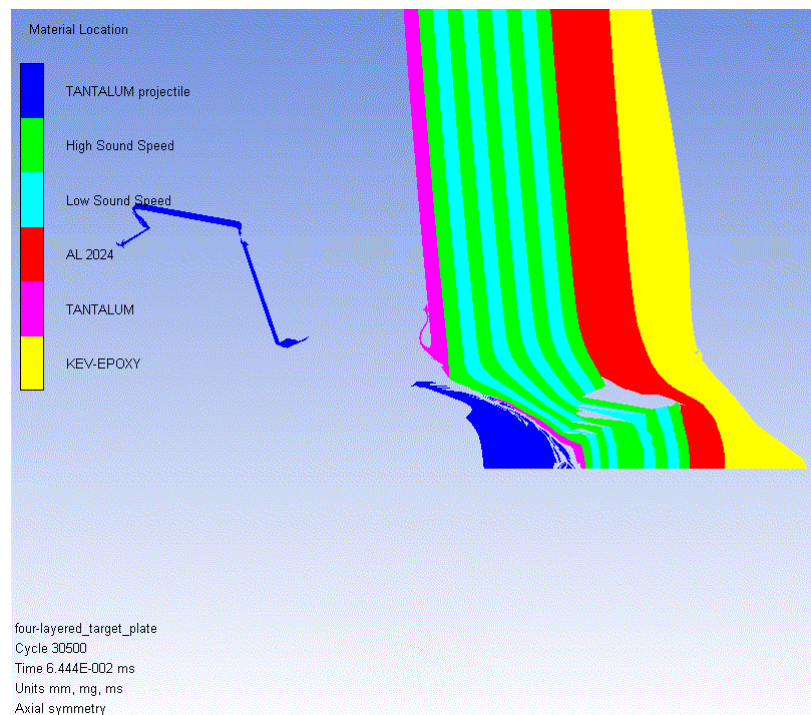 Material Location
TANTALUM projectile
High Sound Speed
Low Sound Speed
AL 2024
TANTALUM
KEV-EPOXY
four-layered_target_plate
Cycle 30500
Time 6.444E-002 ms
Units mm, mg, ms
Axial symmetry